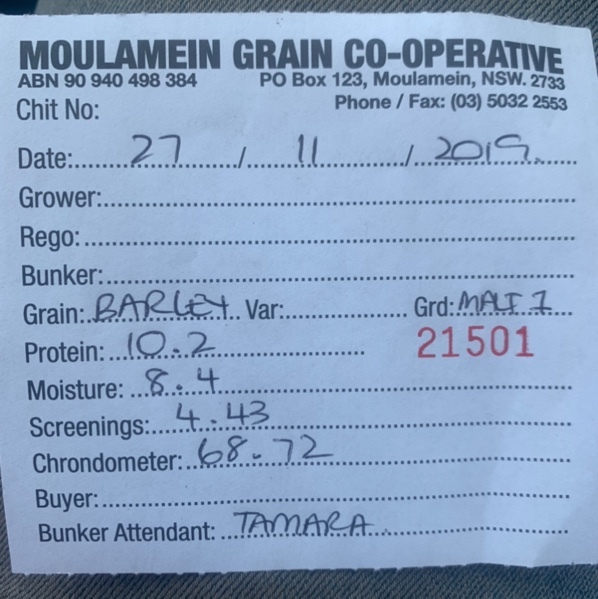 MOULAMEIN GRAIN CO-OPERATIVE
ABN 90 940 498 384 PO Box 123, Moulamein, NSW. 2733
Chit No: Phone / Fax: (03) 5032 2553
Date: 27 / 11 / 2019
Grower:
Rego:
Bunker:
Grain: BARLEY Var: Grd: MALT 1
Protein: 10.2 21501
Moisture: 8.4
Screenings: 4.43
Chrondometer: 68.72
Buyer:
Bunker Attendant: TAMARA